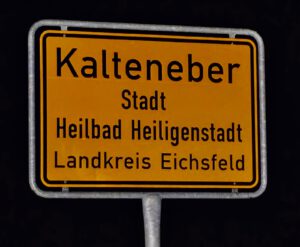 Kalteneber
Stadt
Heilbad Heiligenstadt
Landkreis Eichsfeld